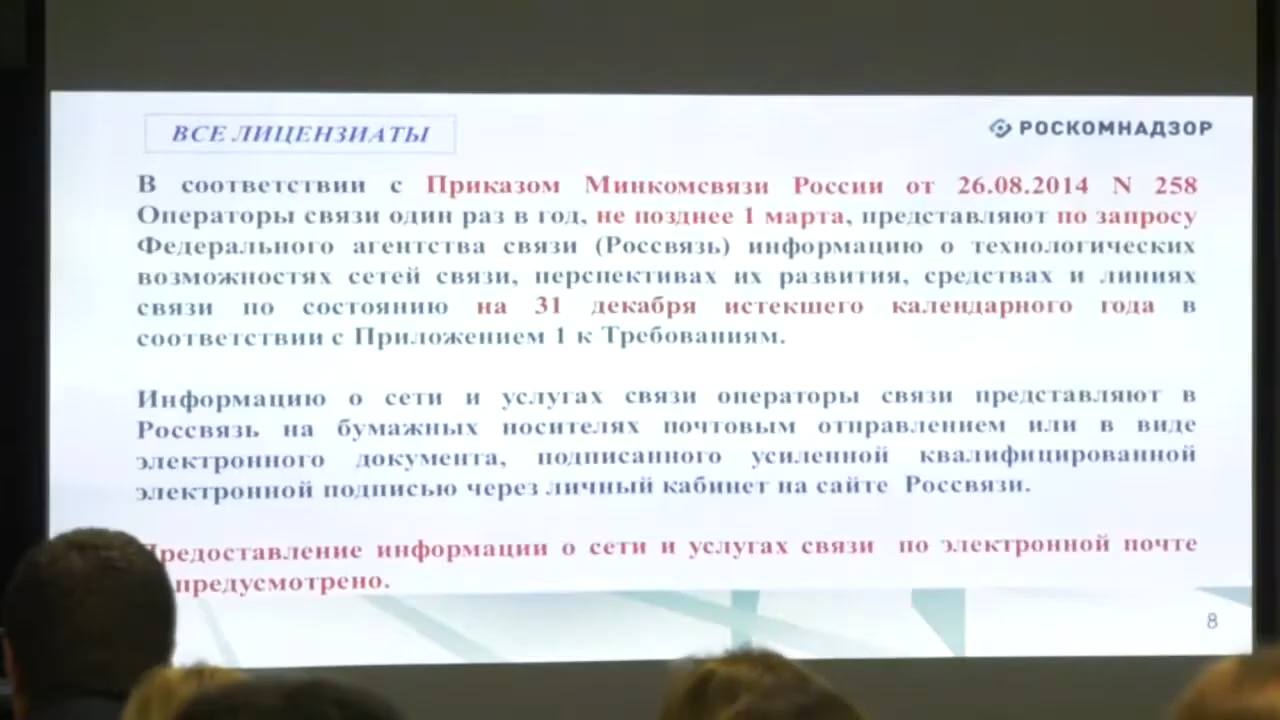 ВСЕ ЛИЦЕНЗИАТЫ
РОСКОМНАДЗОР
В соответствии с Приказом Минкомсвязи России от 26.08.2014 N 258
Операторы связи один раз в год, не позднее 1 марта, представляют по запросу
Федерального агентства связи (Россвязь) информацию о технологических
возможностях сетей связи, перспективах их развития, средствах и линиях
связи по состоянию на 31 декабря истекшего календарного года в
соответствии с Приложением 1 к Требованиям.
Информацию о сети и услугах связи операторы связи представляют в
Россвязь на бумажных носителях почтовым отправлением или в виде
электронного документа, подписанного усиленной квалифицированной
электронной подписью через личный кабинет на сайте Россвязи.
Предоставление информации о сети и услугах связи по электронной почте
предусмотрено.
8